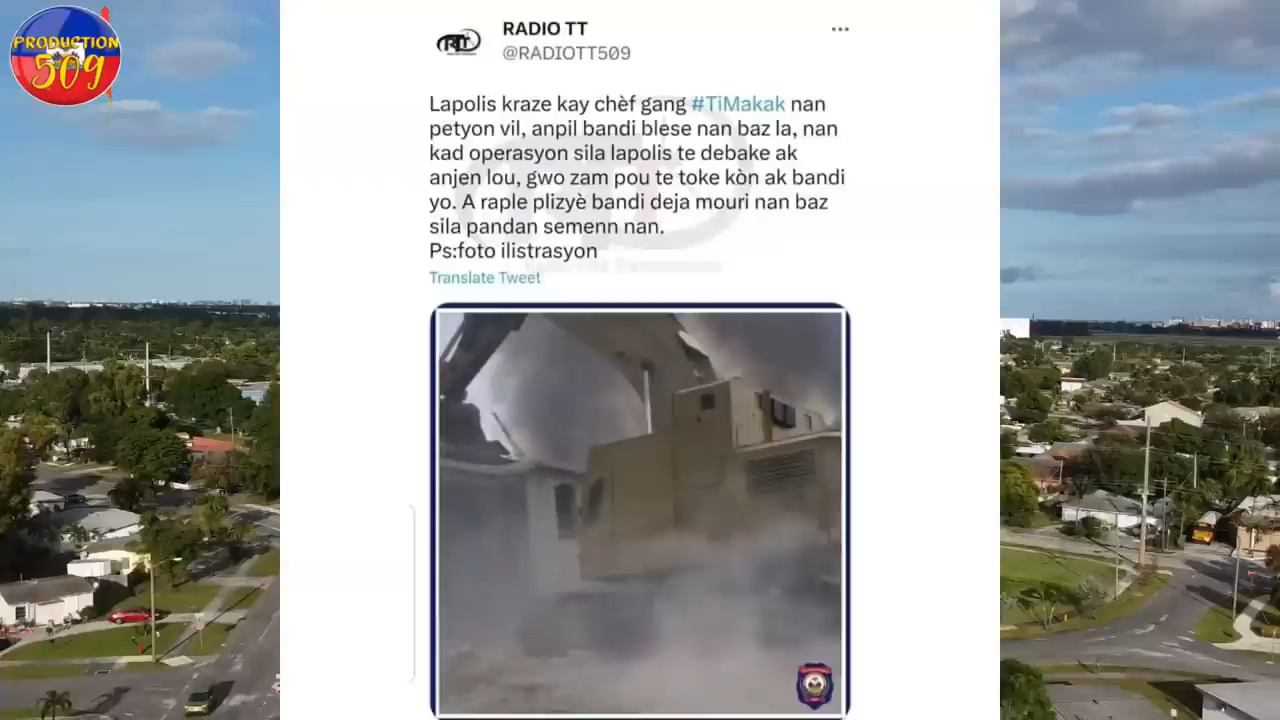 PRODUCTION
509
RTT
RADIO TT
@RADIOTT509
Lapolis kraze kay chèf gang #TiMakak nan
petyon vil, anpil bandi blese nan baz la, nan
kad operasyon sila lapolis te debake ak
anjen lou, gwo zam pou te toke kòn ak bandi
yo. A raple plizyè bandi deja mouri nan baz
sila pandan semenn nan.
Ps:foto ilistrasyon
Translate Tweet